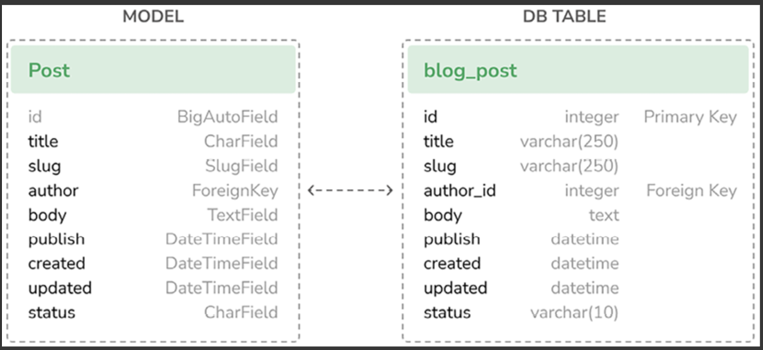 MODEL DB TABLE
Post blog_post
id BigAutoField id integer Primary Key
title CharField title varchar(250)
slug SlugField slug varchar(250)
author ForeignKey author_id integer Foreign Key
body TextField body text
publish DateTimeField publish datetime
created DateTimeField created datetime
updated DateTimeField updated datetime
status CharField status varchar(10)